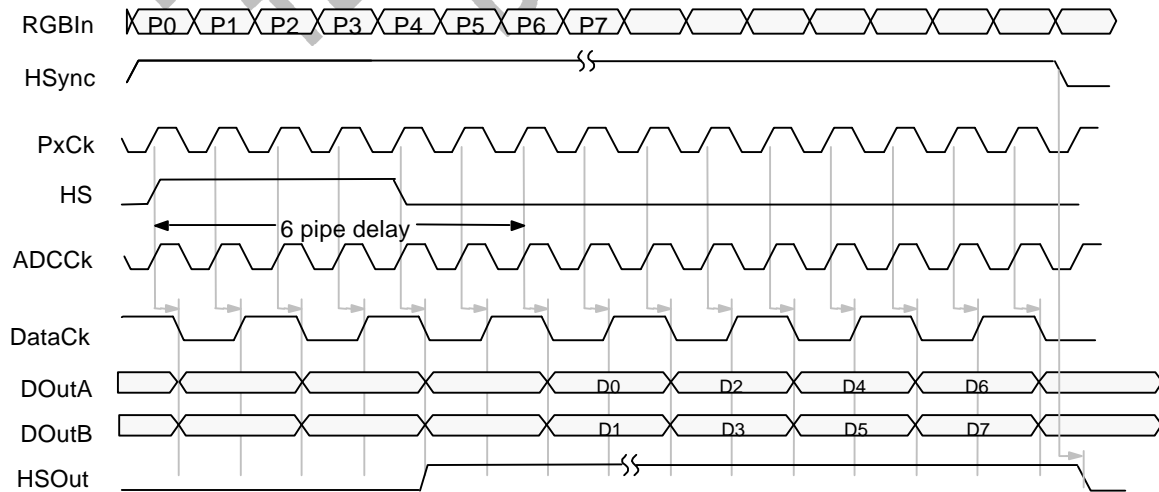 RGBIn P0 P1 P2 P3 P4 P5 P6 P7
HSync
PxCk
HS
6 pipe delay
ADCCk
DataCk
DOutA D0 D2 D4 D6
DOutB D1 D3 D5 D7
HSOut